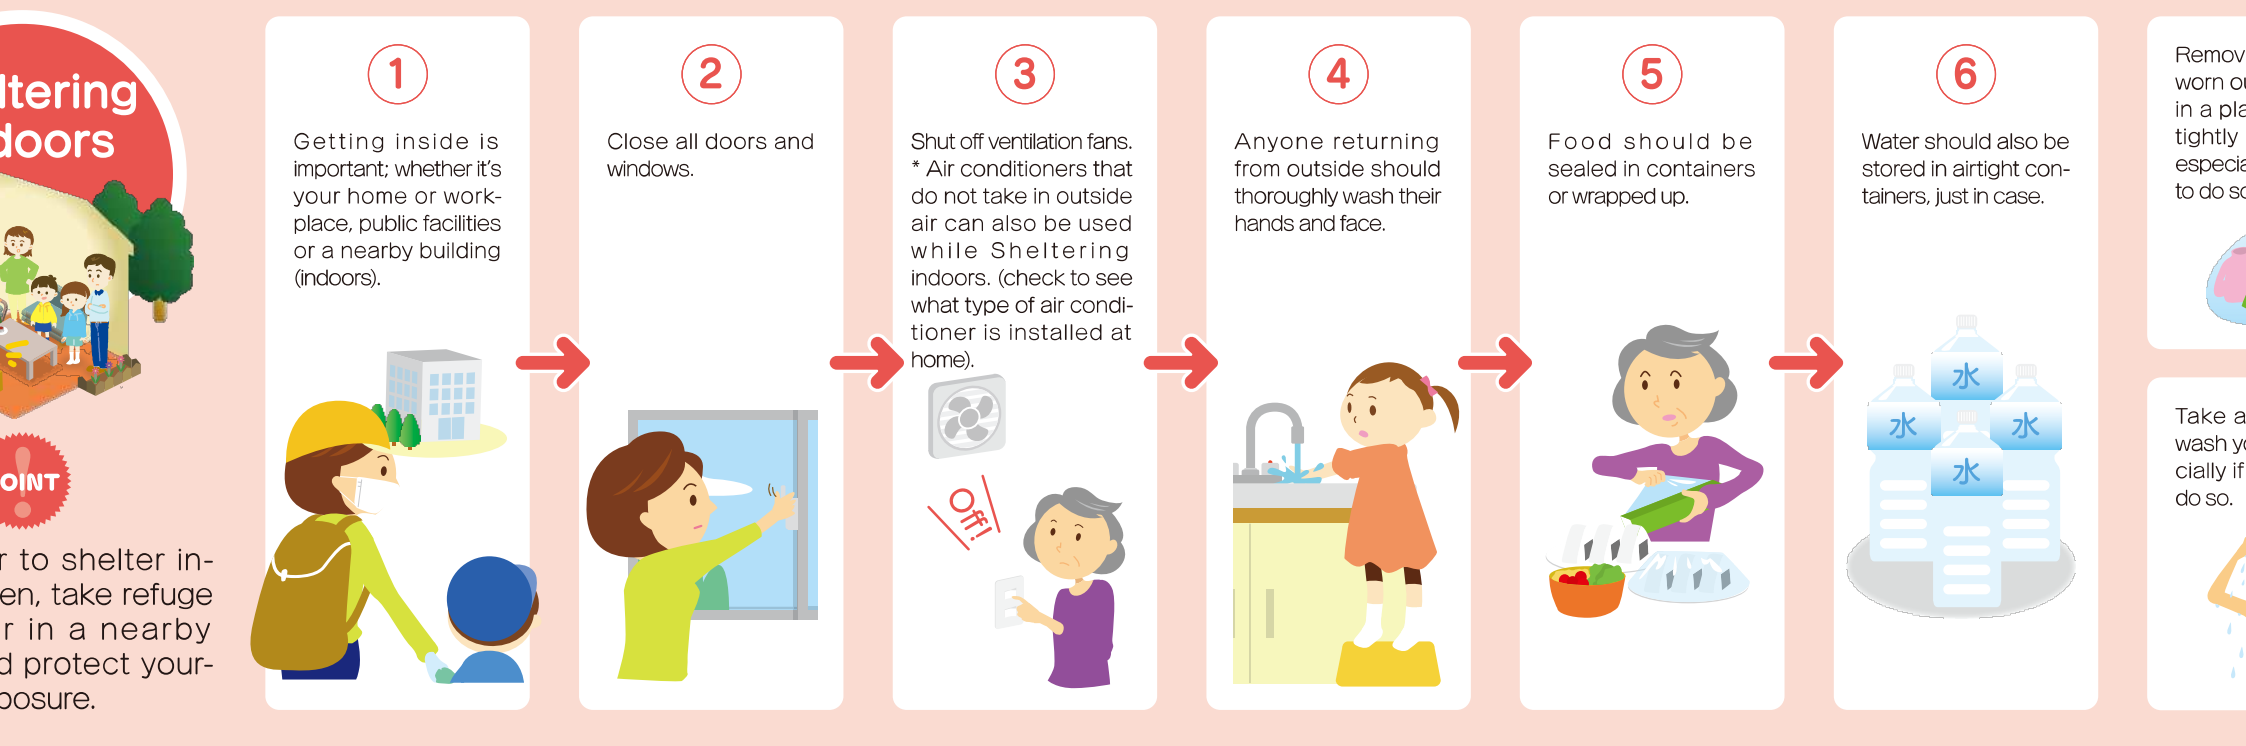 ltering
doors
OINT
r to shelter in-
en, take refuge
r in a nearby
d protect your-
posure.
1
Getting inside is
important; whether it's
your home or work-
place, public facilities
or a nearby building
(indoors).
2
Close all doors and
windows.
3
Shut off ventilation fans.
* Air conditioners that
do not take in outside
air can also be used
while Sheltering
indoors. (check to see
what type of air condi-
tioner is installed at
home).
Off!
4
Anyone returning
from outside should
thoroughly wash their
hands and face.
5
Food should be
sealed in containers
or wrapped up.
6
Water should also be
stored in airtight con-
tainers, just in case.
水
水
水
水
Remov
worn ou
in a pla
tightly
especia
to do so
Take a
wash yo
cially if
do so.